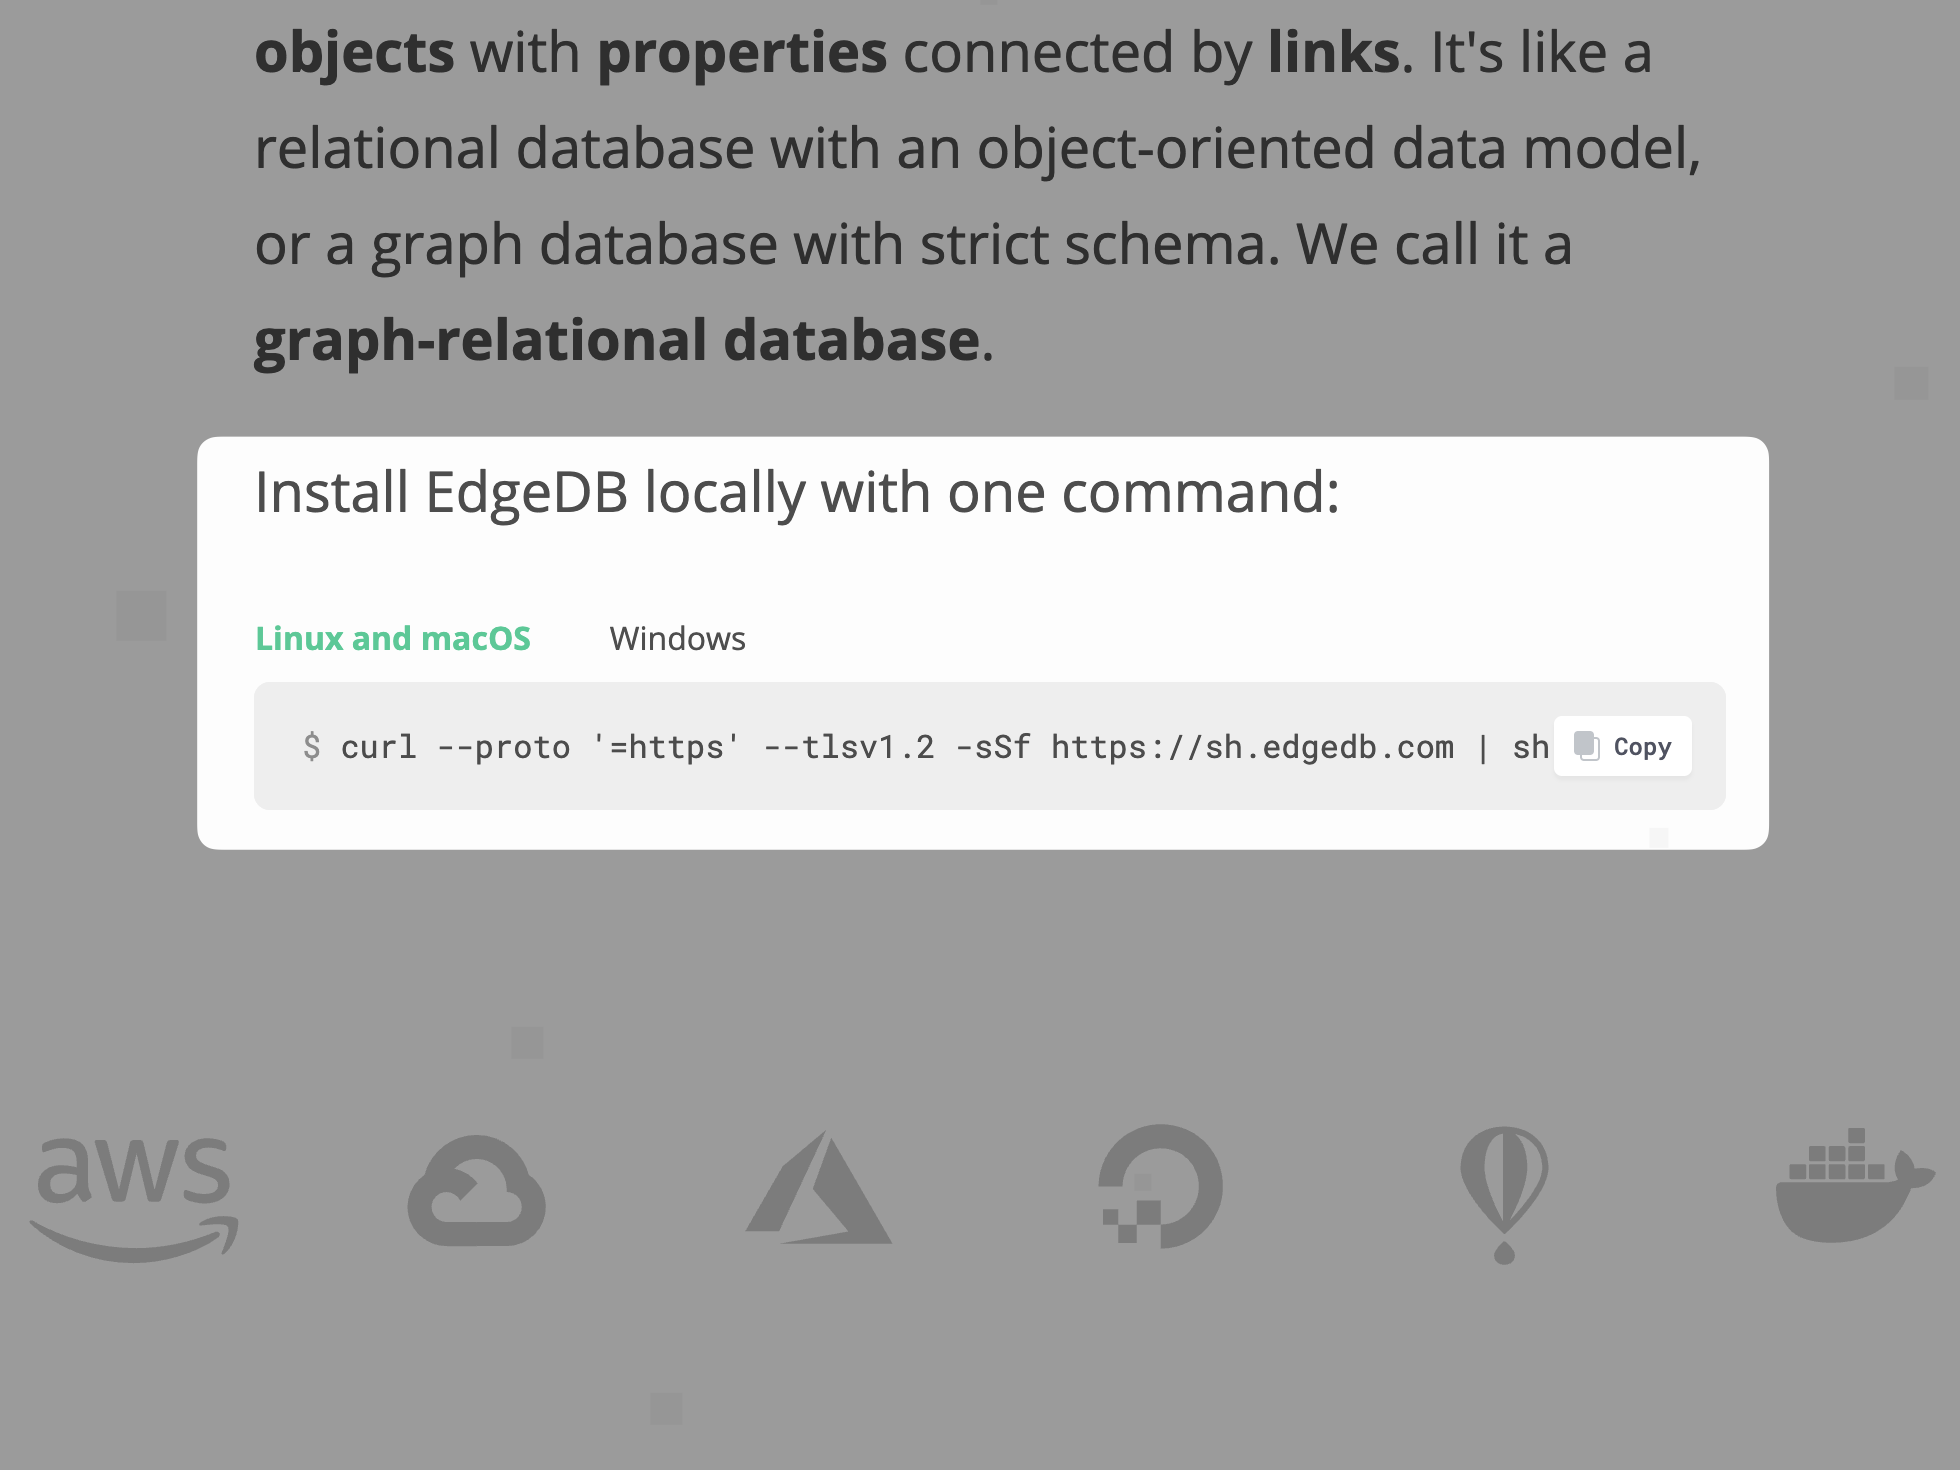 objects with properties connected by links. It's like a
relational database with an object-oriented data model,
or a graph database with strict schema. We call it a
graph-relational database.
Install EdgeDB locally with one command:
Linux and macOS Windows
$ curl --proto '=https' --tlsv1.2 -sSf https://sh.edgedb.com | sh Copy
aws